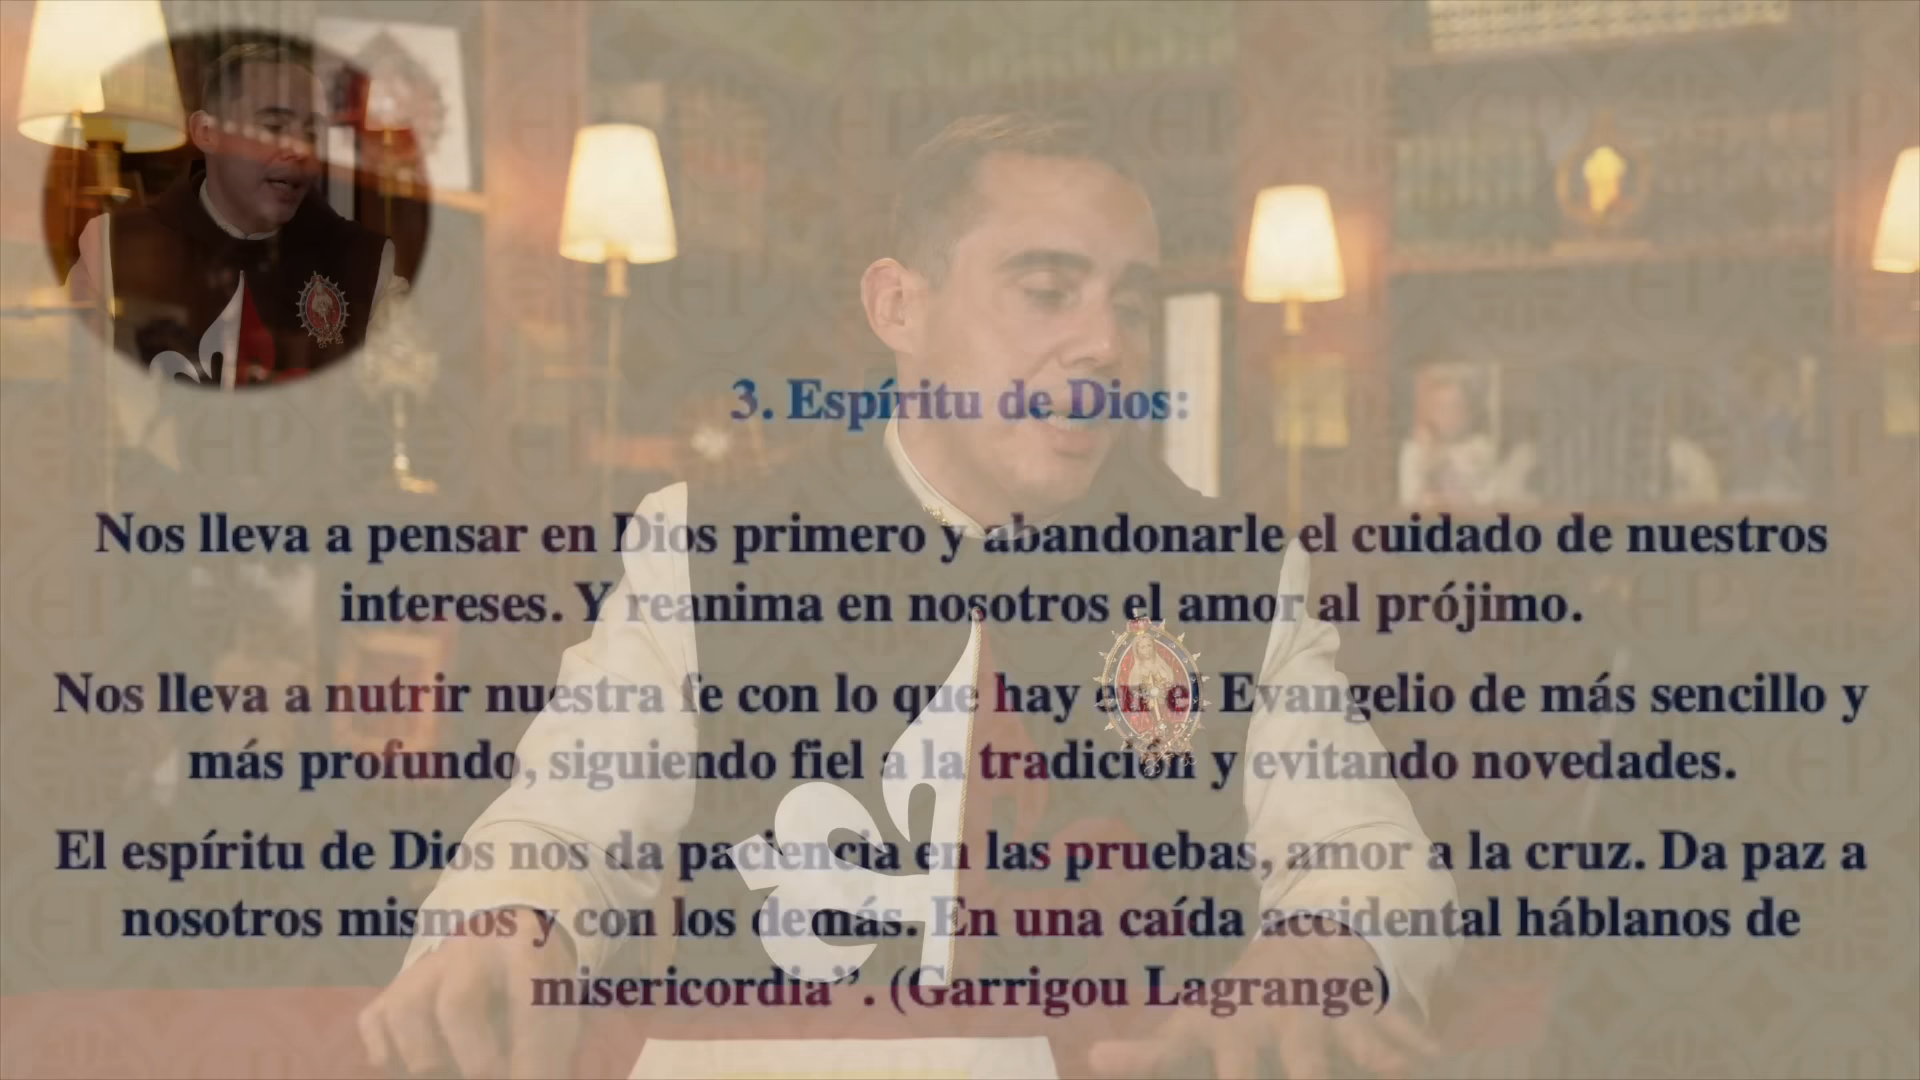 3. Espíritu de Dios:
Nos lleva a pensar en Dios primero y abandonarle el cuidado de nuestros
intereses. Y reanima en nosotros el amor al prójimo.
Nos lleva a nutrir nuestra fe con lo que hay en el Evangelio de más sencillo y
más profundo, siguiendo fiel a la tradición y evitando novedades.
El espíritu de Dios nos da paciencia en las pruebas, amor a la cruz. Da paz a
nosotros mismos y con los demás. En una caída accidental háblanos de
misericordia”. (Garrigou Lagrange)